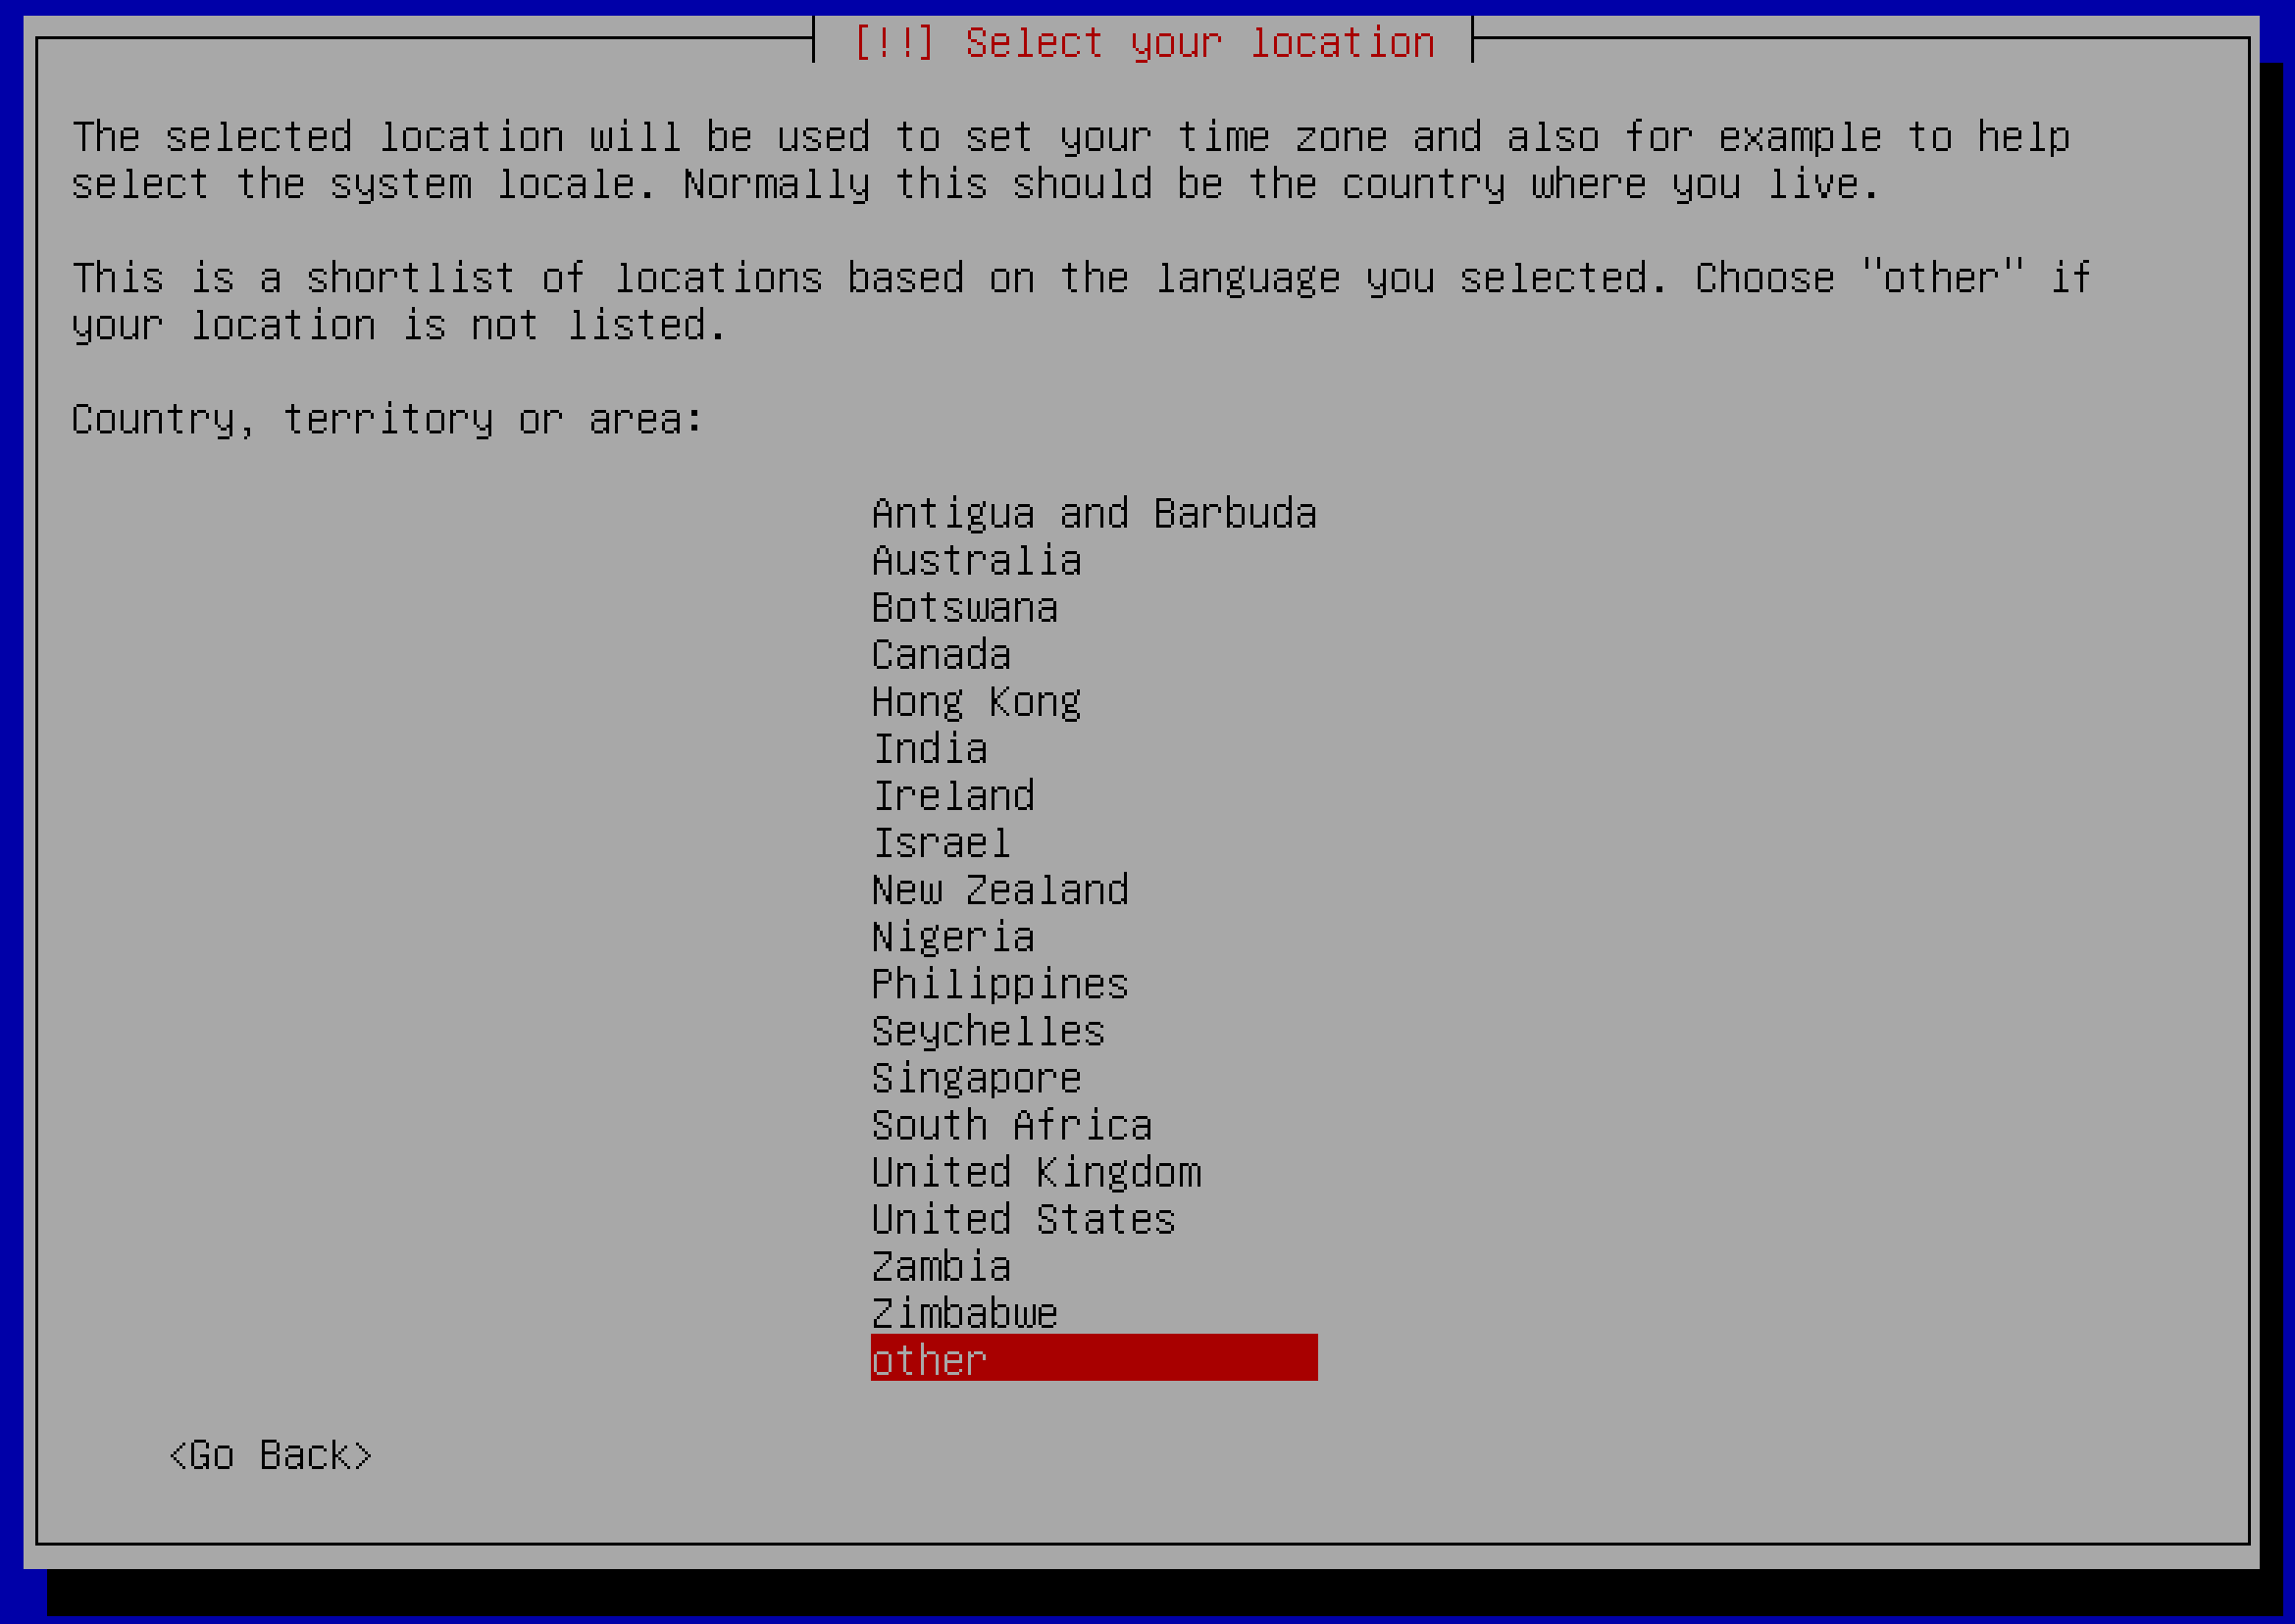 [!!] Select your location
The selected location will be used to set your time zone and also for example to help
select the system locale. Normally this should be the country where you live.
This is a shortlist of locations based on the language you selected. Choose "other" if
your location is not listed.
Country, territory or area:
Antigua and Barbuda
Australia
Botswana
Canada
Hong Kong
India
Ireland
Israel
New Zealand
Nigeria
Philippines
Seychelles
Singapore
South Africa
United Kingdom
United States
Zambia
Zimbabwe
other
<Go Back>